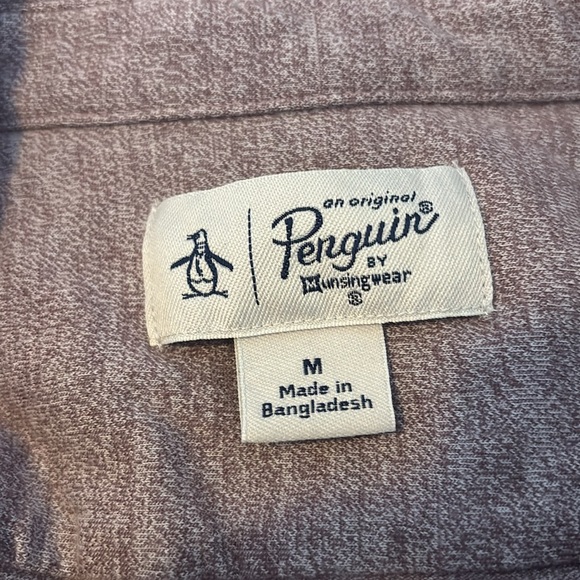 an original
Penguin®
BY
Munsingwear
®
M
Made in
Bangladesh